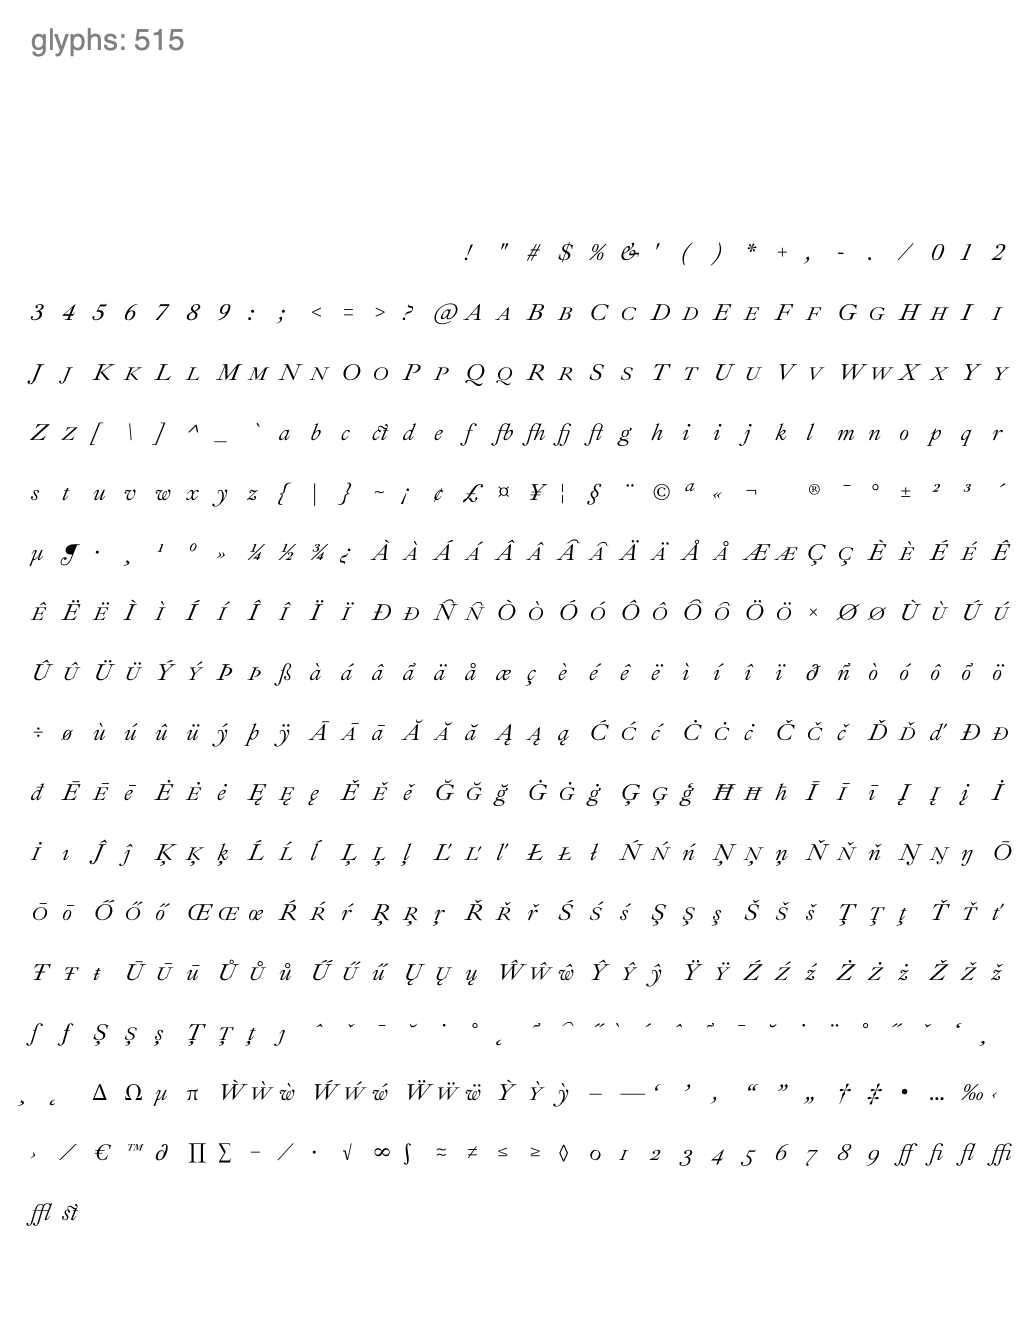 glyphs: 515
! " # $ % & ' ( ) * + , - . / 0 1 2
3 4 5 6 7 8 9 : ; < = > ? @ A ᴀ B ʙ C ᴄ D ᴅ E ᴇ F ꜰ G ɢ H ʜ I ɪ
J ᴊ K ᴋ L ʟ M ᴍ N ɴ O ᴏ P ᴘ Q ꞯ R ʀ S ꜱ T ᴛ U ᴜ V ᴠ W ᴡ X x Y ʏ
Z ᴢ [ \ ] ^ _ ` a b c ct d e f fb fh fj ft g h i i j k l m n o p q r
s t u v w x y z { | } ~ ¡ ¢ £ ¤ ¥ ¦ § ¨ © ª « ¬ ® ¯ ° ± ² ³ ´
µ ¶ · ¸ ¹ º » ¼ ½ ¾ ¿ À À Á Á Â Â Ã Ã Ä Ä Å Å Æ Æ Ç Ç È È É É Ê
Ê Ë Ë Ì Ì Í Í Î Î Ï Ï Ð Ð Ñ Ñ Ò Ò Ó Ó Ô Ô Õ Õ Ö Ö × Ø Ø Ù Ù Ú Ú
Û Û Ü Ü Ý Ý Þ Þ ß à á â ã ä å æ ç è é ê ë ì í î ï ð ñ ò ó ô õ ö
÷ ø ù ú û ü ý þ ÿ Ā Ā ā Ă Ă ă Ą Ą ą Ć Ć ć Ċ Ċ ċ Č Č č Ď Ď ď Đ Đ
đ Ē Ē ē Ė Ė ė Ę Ę ę Ě Ě ě Ğ Ğ ğ Ġ Ġ ġ Ģ Ģ ģ Ħ Ħ ħ Ī Ī ī Į Į į İ
İ ı Ĵ ĵ Ķ Ķ ķ Ĺ Ĺ ĺ Ļ Ļ ļ Ľ Ľ ľ Ł Ł ł Ń Ń ń Ņ Ņ ņ Ň Ň ň Ŋ Ŋ ŋ Ō
Ō ō Ő Ő ő Œ Œ œ Ŕ Ŕ ŕ Ŗ Ŗ ŗ Ř Ř ř Ś Ś ś Ş Ş ş Š Š š Ţ Ţ ţ Ť Ť ť
Ŧ Ŧ ŧ Ū Ū ū Ů Ů ů Ű Ű ű Ų Ų ų Ŵ Ŵ ŵ Ŷ Ŷ ŷ Ÿ Ÿ Ź Ź ź Ż Ż ż Ž Ž ž
ſ f Ș Ș ș Ț Ț ț ȷ ˆ ˇ ˉ ˘ ˙ ˚ ˛ ˜ ˝
Δ Ω µ π Ẁ Ẁ ẁ Ẃ Ẃ ẃ Ẅ Ẅ ẅ Ỳ Ỳ ỳ – — ‘ ’ ‚ “ ” „ † ‡ • … ‰ ‹
› ⁄ € ™ ∂ ∏ ∑ − ∕ ∙ √ ∞ ∫ ≈ ≠ ≤ ≥ ◊ 0 1 2 3 4 5 6 7 8 9 ff fi fl ffi
ffl st